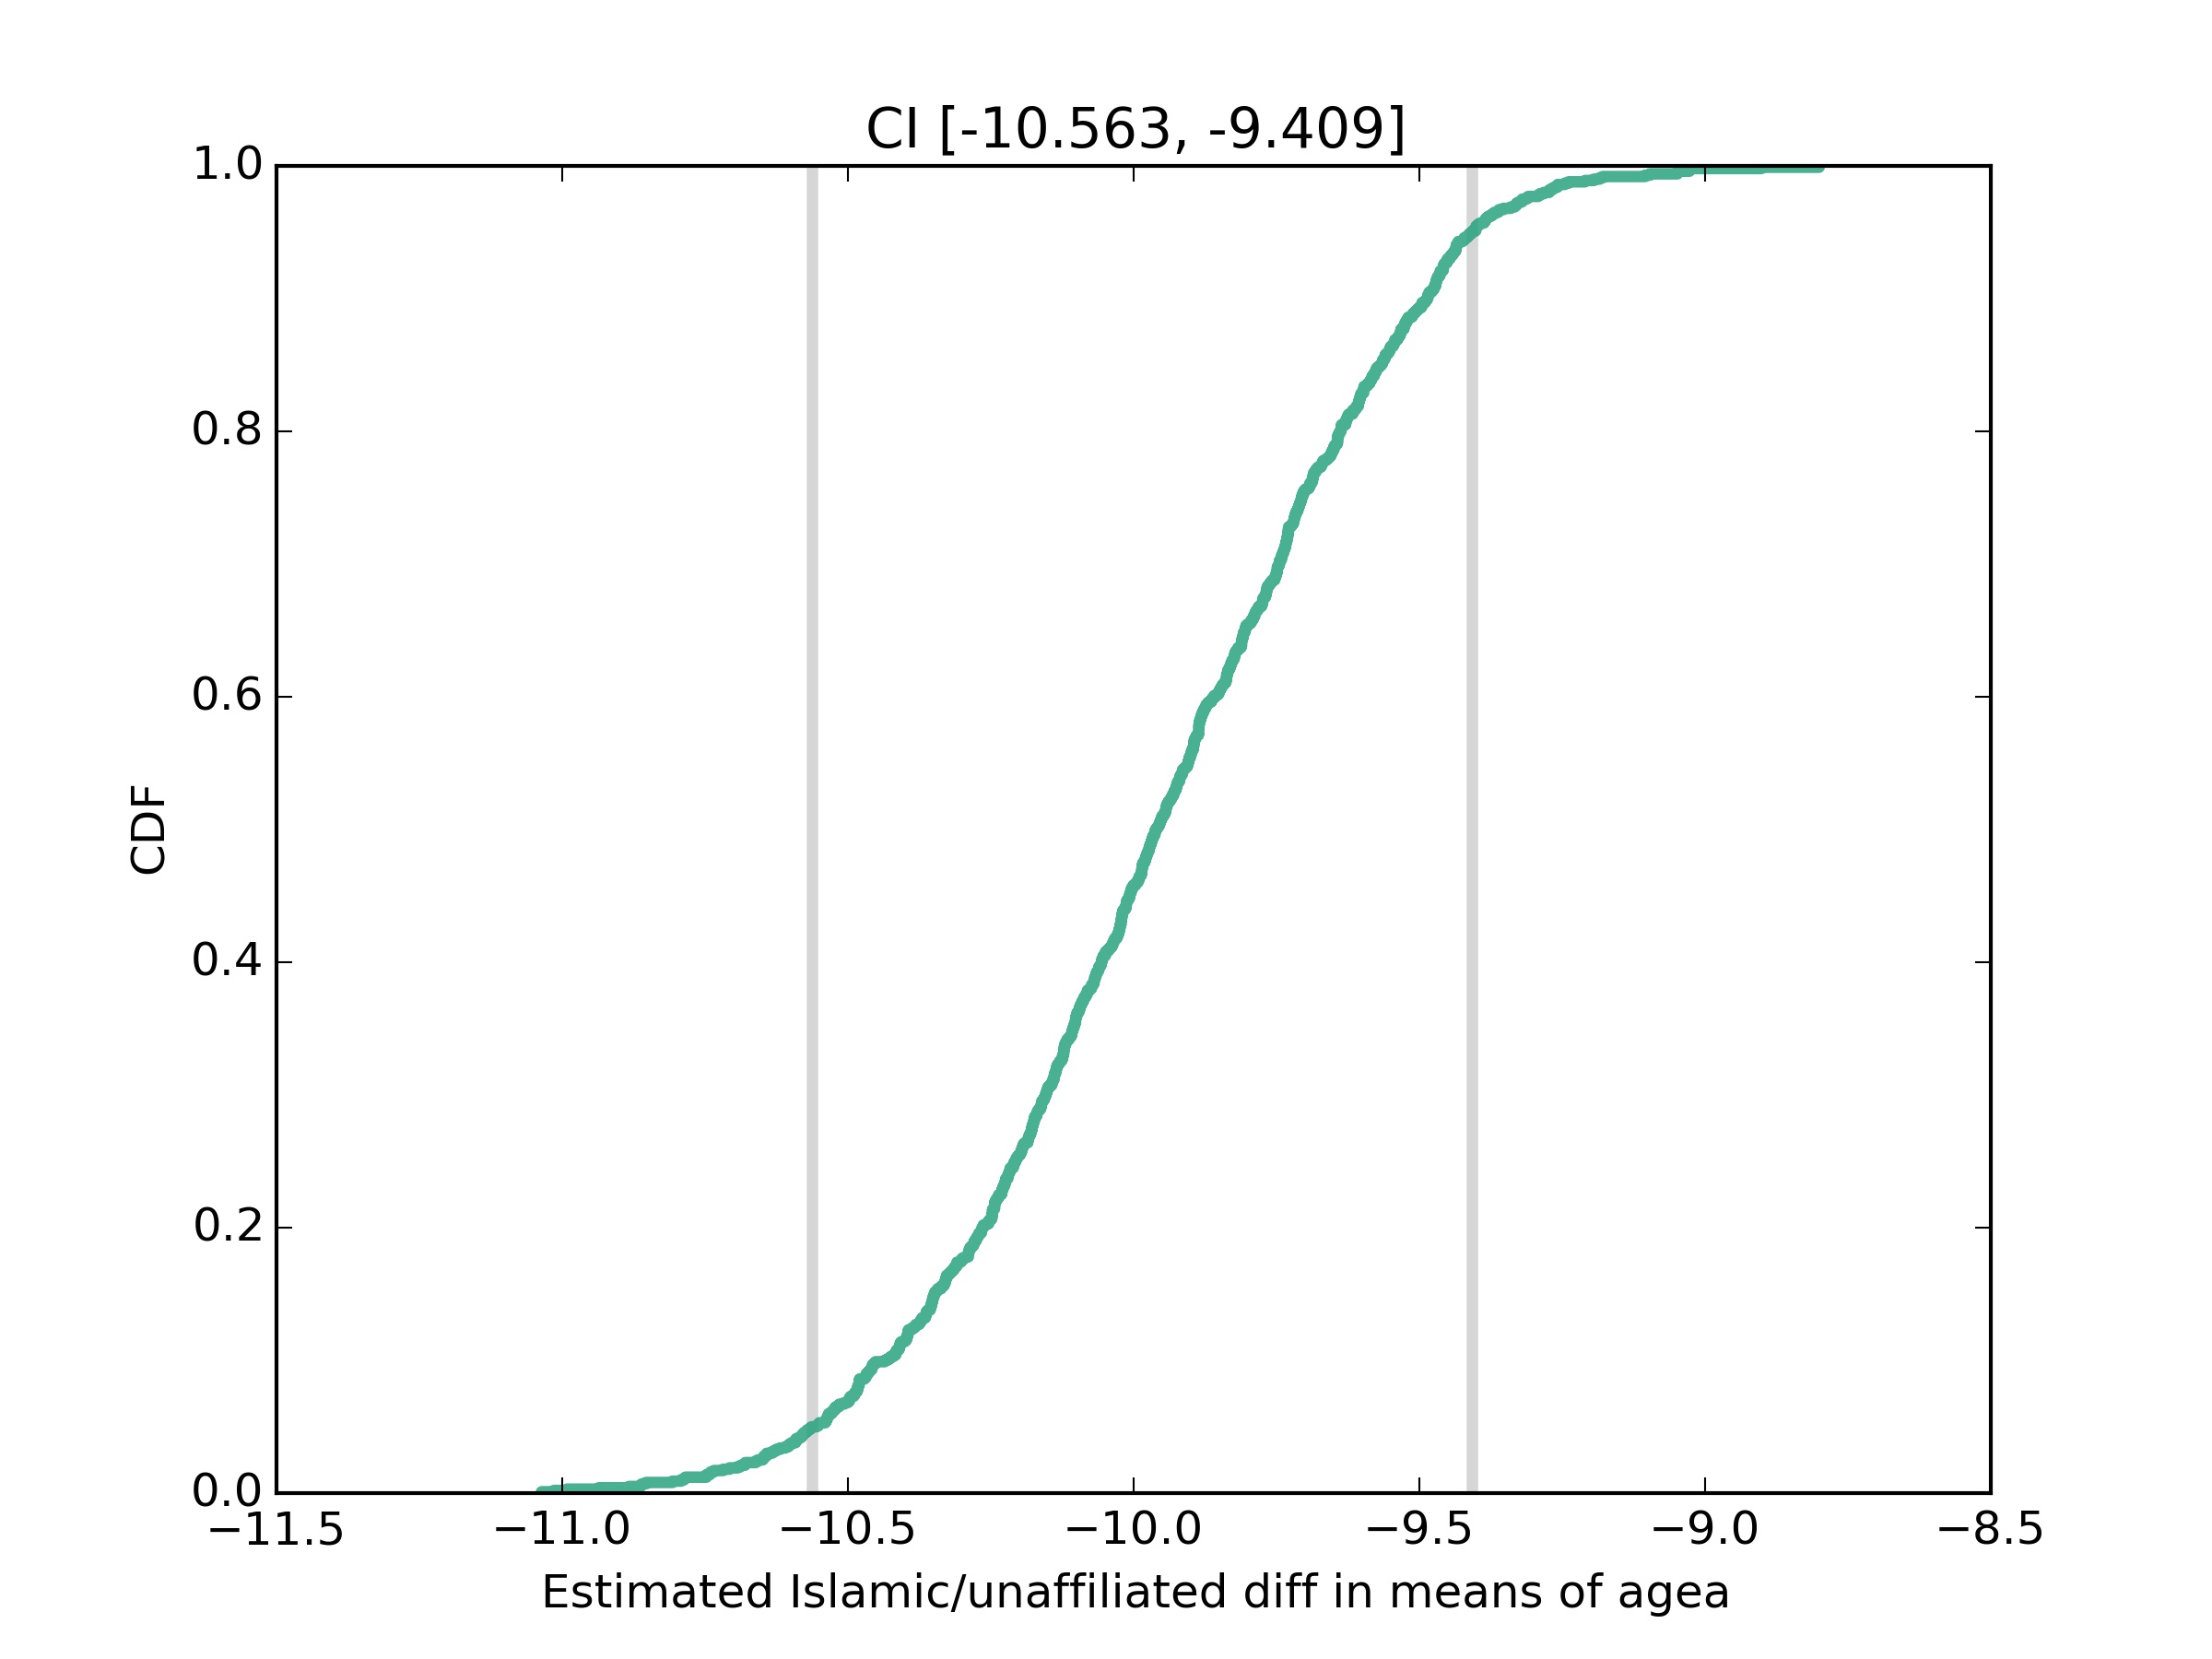 CI [-10.563, -9.409]
1.0
0.8
0.6
0.4
0.2
0.0
CDF
−11.5 −11.0 −10.5 −10.0 −9.5 −9.0 −8.5
Estimated Islamic/unaffiliated diff in means of agea